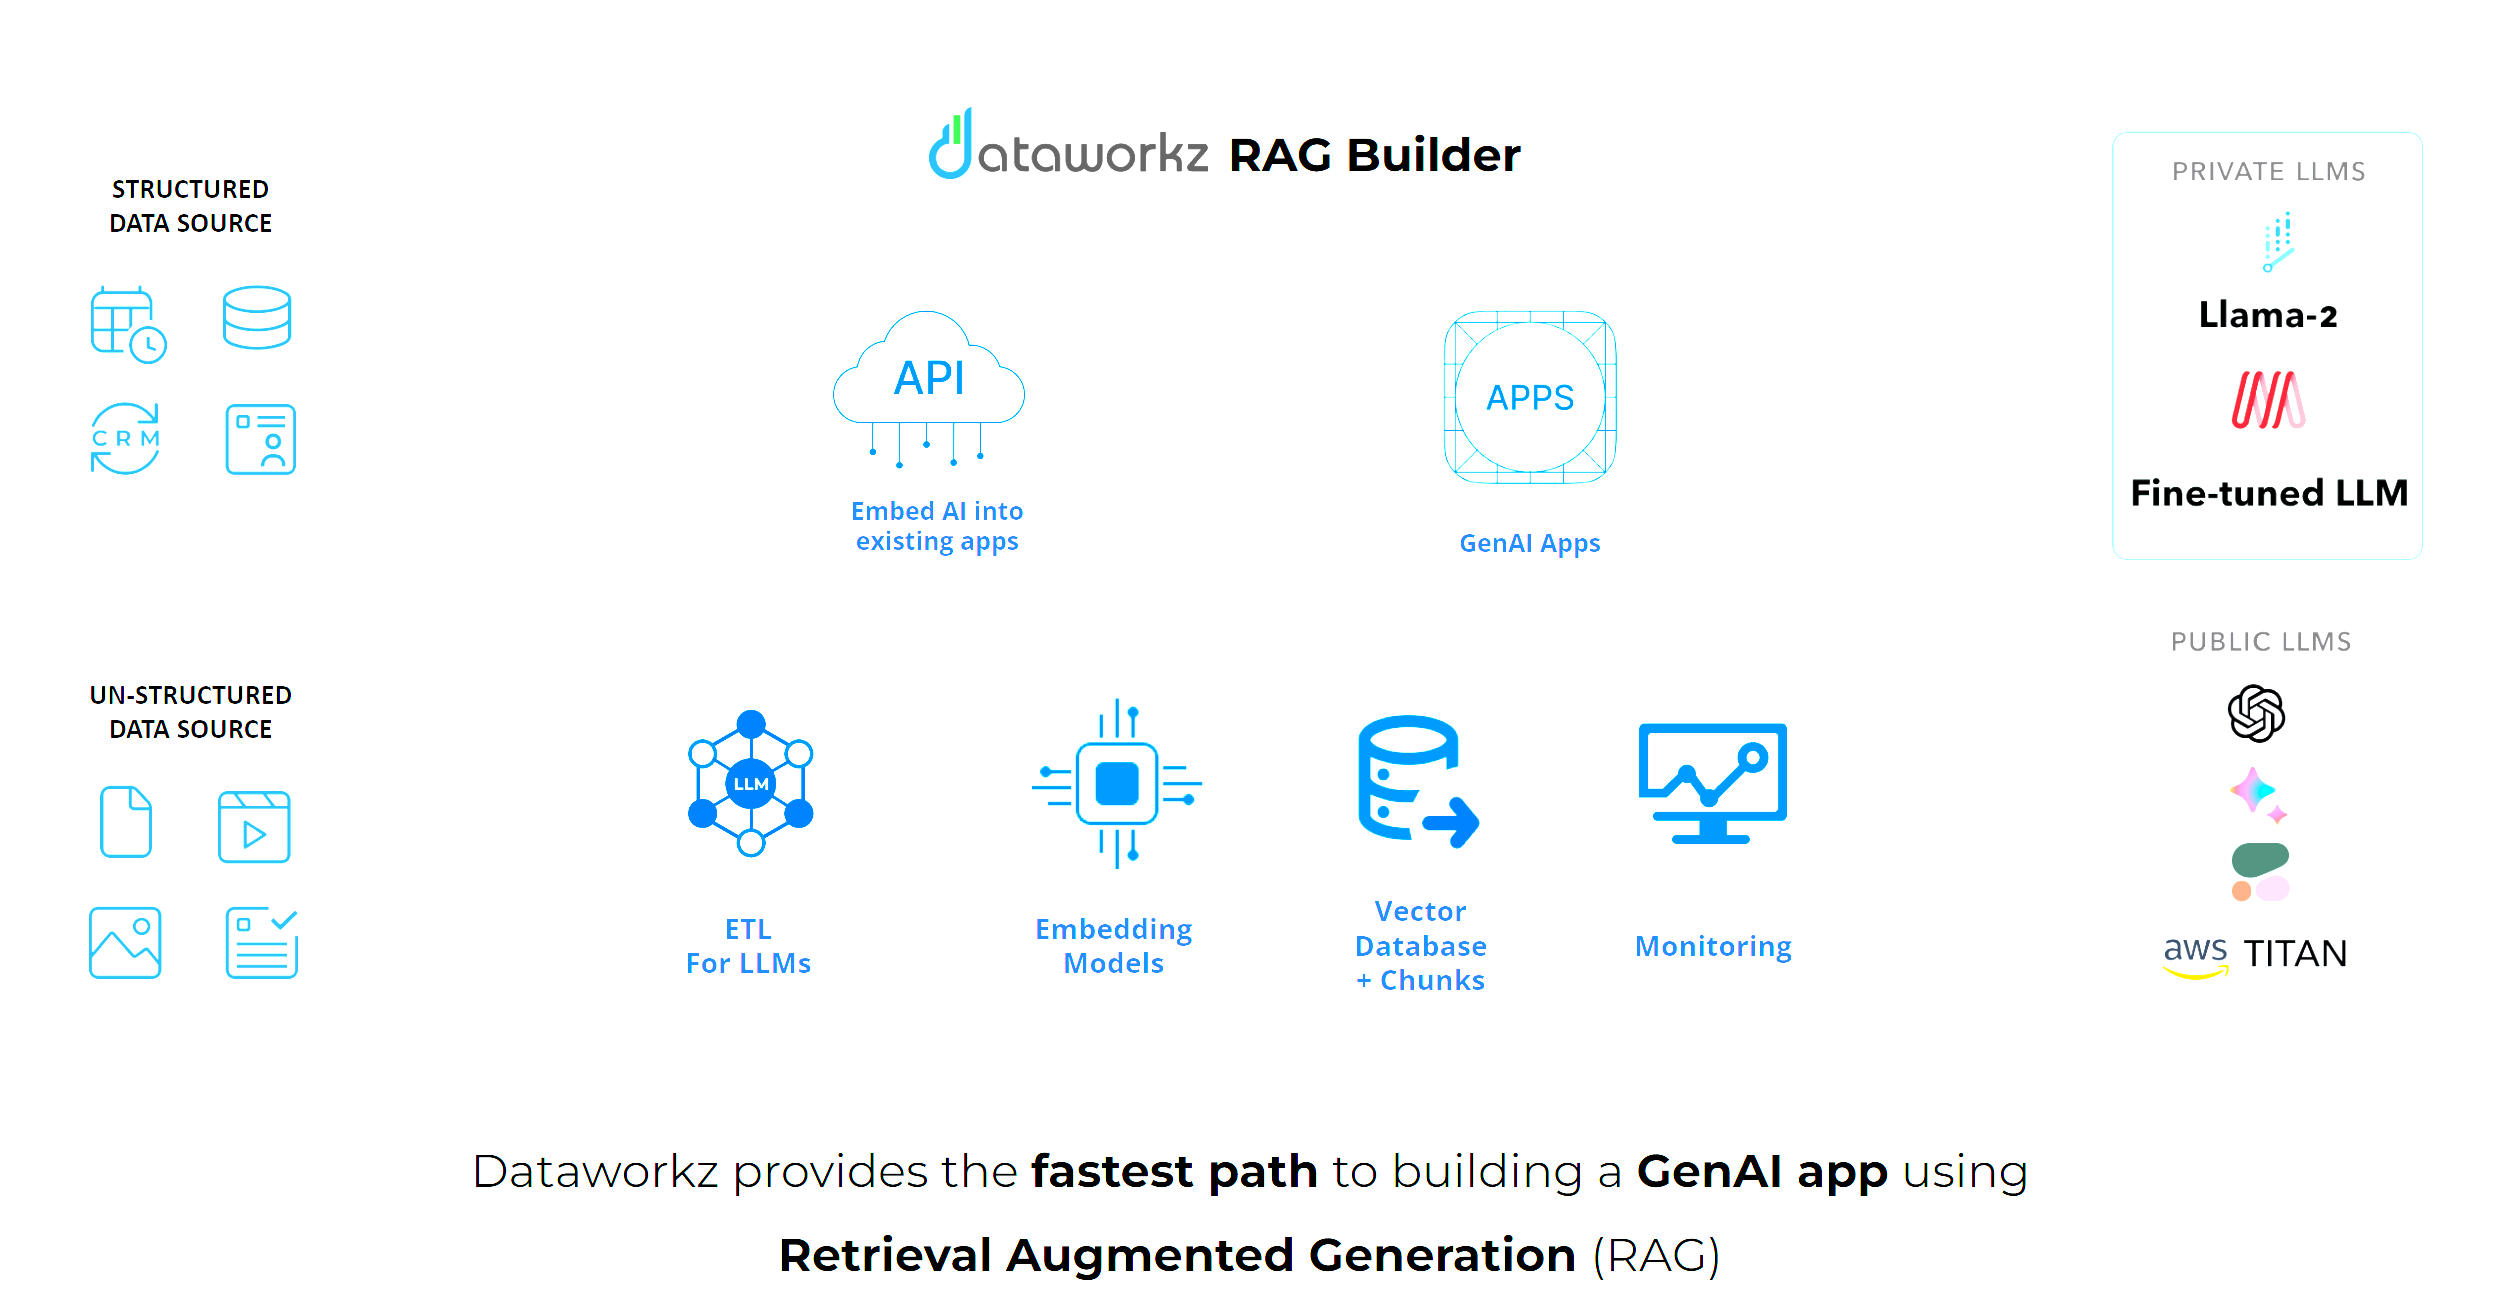 dataworkz RAG Builder
STRUCTURED
DATA SOURCE
CRM
API
Embed AI into
existing apps
APPS
GenAI Apps
PRIVATE LLMS
Llama-2
Fine-tuned LLM
UN-STRUCTURED
DATA SOURCE
LLM
ETL
For LLMs
Embedding
Models
Vector
Database
+ Chunks
Monitoring
PUBLIC LLMS
aws TITAN
Dataworkz provides the fastest path to building a GenAI app using
Retrieval Augmented Generation (RAG)